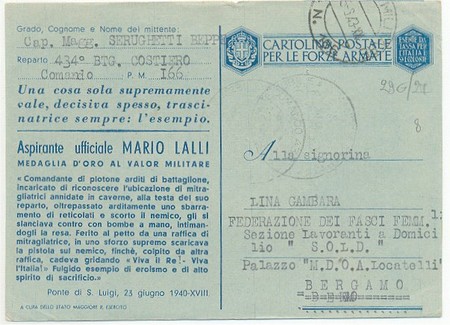 Grado, Cognome e Nome del mittente:
Cap. Magg. SERUGHETTI BEPPO
Reparto 434° BTG. COSTIERO
Comando P. M 166
Una cosa sola supremamente
vale, decisiva spesso, trasci-
natrice sempre: l'esempio.
Aspirante ufficiale MARIO LALLI
MEDAGLIA D'ORO AL VALOR MILITARE
« Comandante di plotone arditi di battaglione,
incaricato di riconoscere l'ubicazione di mitra-
gliatrici annidate in caverne, alla testa del suo
reparto, oltrepassato arditamente uno sbarra-
mento di reticolati e scorto il nemico, gli si
slanciava contro con bombe a mano, intiman-
dogli la resa. Ferito al petto da una raffica di
mitragliatrice, in uno sforzo supremo scaricava
la pistola sul nemico, finchè, colpito da altra
raffica, cadeva gridando « Viva il Re!- Viva
l'Italia!» Fulgido esempio di eroismo e di alto
spirito di sacrificio.»
Ponte di S. Luigi, 23 giugno 1940-XVIII.
A CURA DELLO STATO MAGGIORE R. ESERCITO
CARTOLINA POSTALE
PER LE FORZE ARMATE
29G/21
8
Alla signorina
LINA GAMBARA
FEDERAZIONE DEI FASCI FEMM.li
Sezione Lavoranti a Domici
lio " S.O.L.D. "
Palazzo "M.D'O.A.Locatelli"
BERGAMO